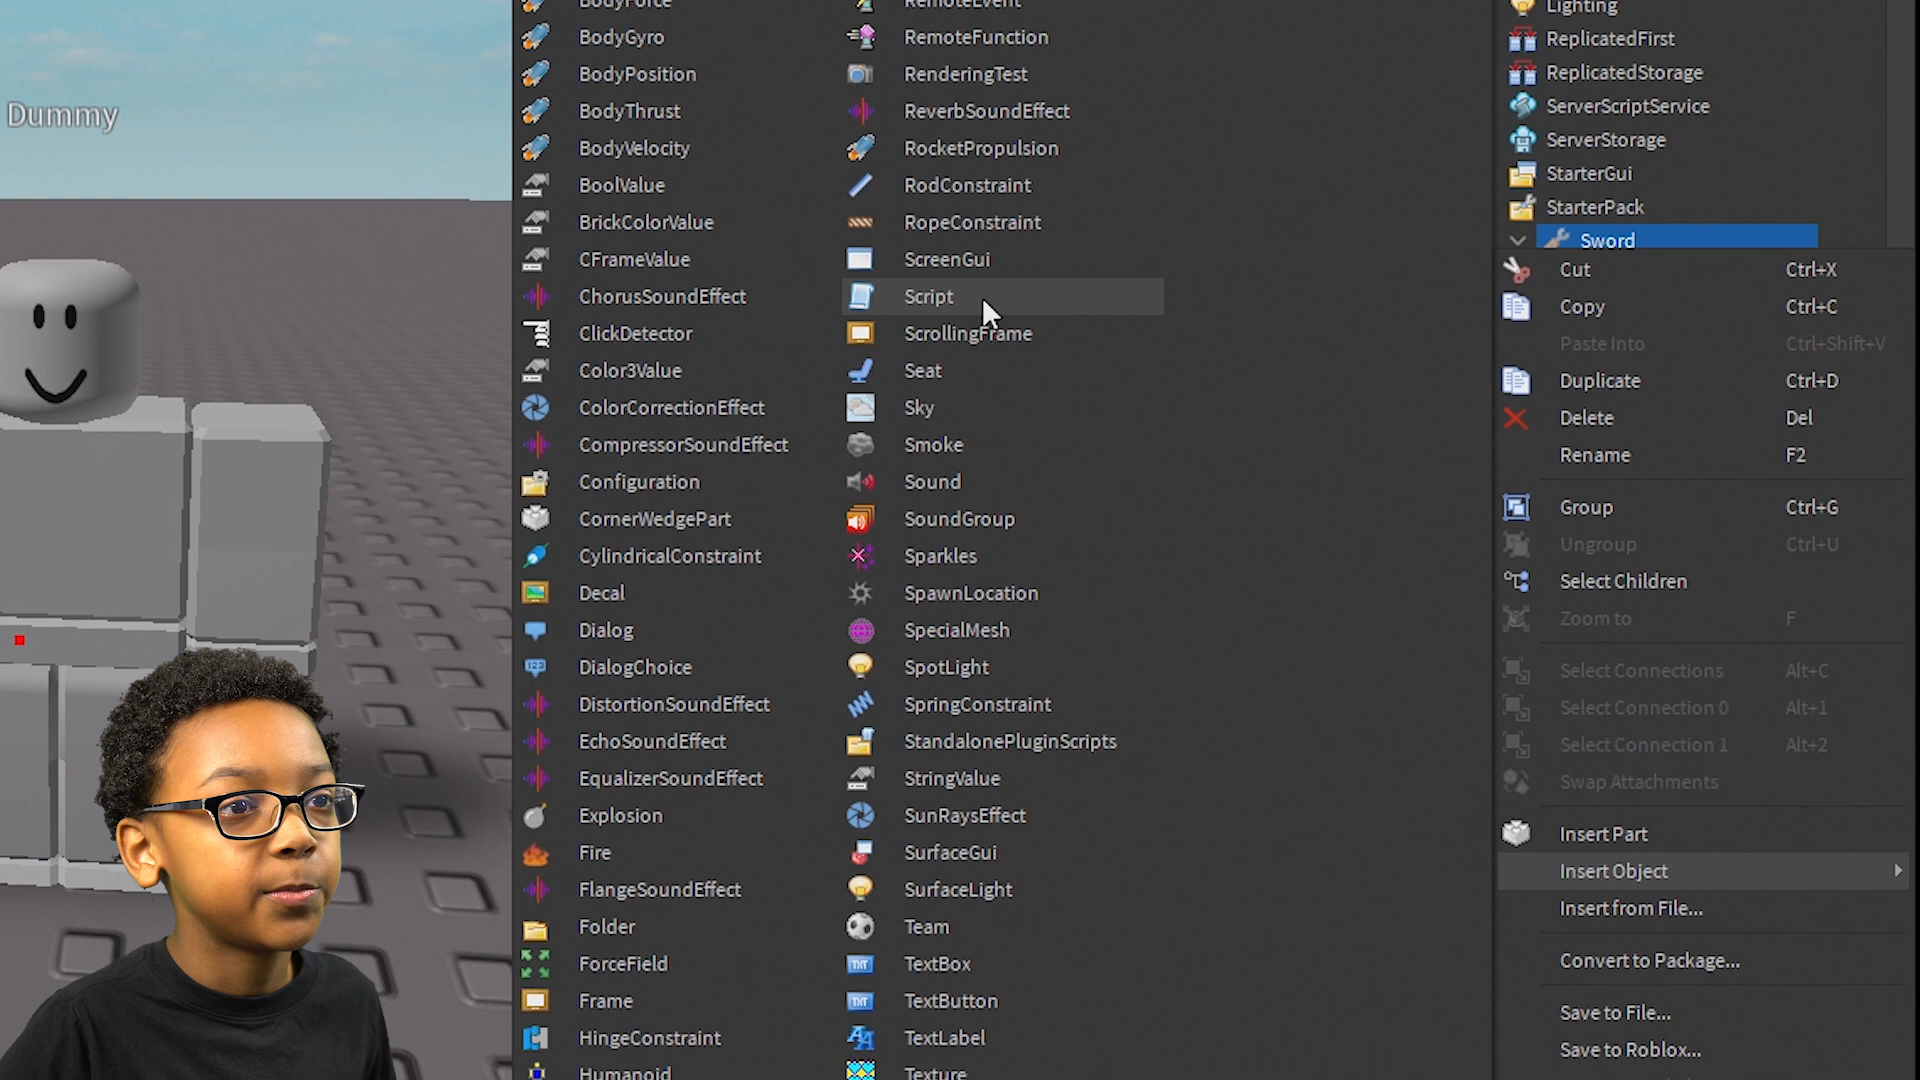 Dummy
BodyForce
BodyGyro
BodyPosition
BodyThrust
BodyVelocity
BoolValue
BrickColorValue
CFrameValue
ChorusSoundEffect
ClickDetector
Color3Value
ColorCorrectionEffect
CompressorSoundEffect
Configuration
CornerWedgePart
CylindricalConstraint
Decal
Dialog
DialogChoice
DistortionSoundEffect
EchoSoundEffect
EqualizerSoundEffect
Explosion
Fire
FlangeSoundEffect
Folder
ForceField
Frame
HingeConstraint
Humanoid
RemoteEvent
RemoteFunction
RenderingTest
ReverbSoundEffect
RocketPropulsion
RodConstraint
RopeConstraint
ScreenGui
Script
ScrollingFrame
Seat
Sky
Smoke
Sound
SoundGroup
Sparkles
SpawnLocation
SpecialMesh
SpotLight
SpringConstraint
StandalonePluginScripts
StringValue
SunRaysEffect
SurfaceGui
SurfaceLight
Team
TextBox
TextButton
TextLabel
Texture
Lighting
ReplicatedFirst
ReplicatedStorage
ServerScriptService
ServerStorage
StarterGui
StarterPack
Sword
Cut Ctrl+X
Copy Ctrl+C
Paste Into Ctrl+Shift+V
Duplicate Ctrl+D
Delete Del
Rename F2
Group Ctrl+G
Ungroup Ctrl+U
Select Children
Zoom to F
Select Connections Alt+C
Select Connection 0 Alt+1
Select Connection 1 Alt+2
Swap Attachments
Insert Part
Insert Object
Insert from File...
Convert to Package...
Save to File...
Save to Roblox...